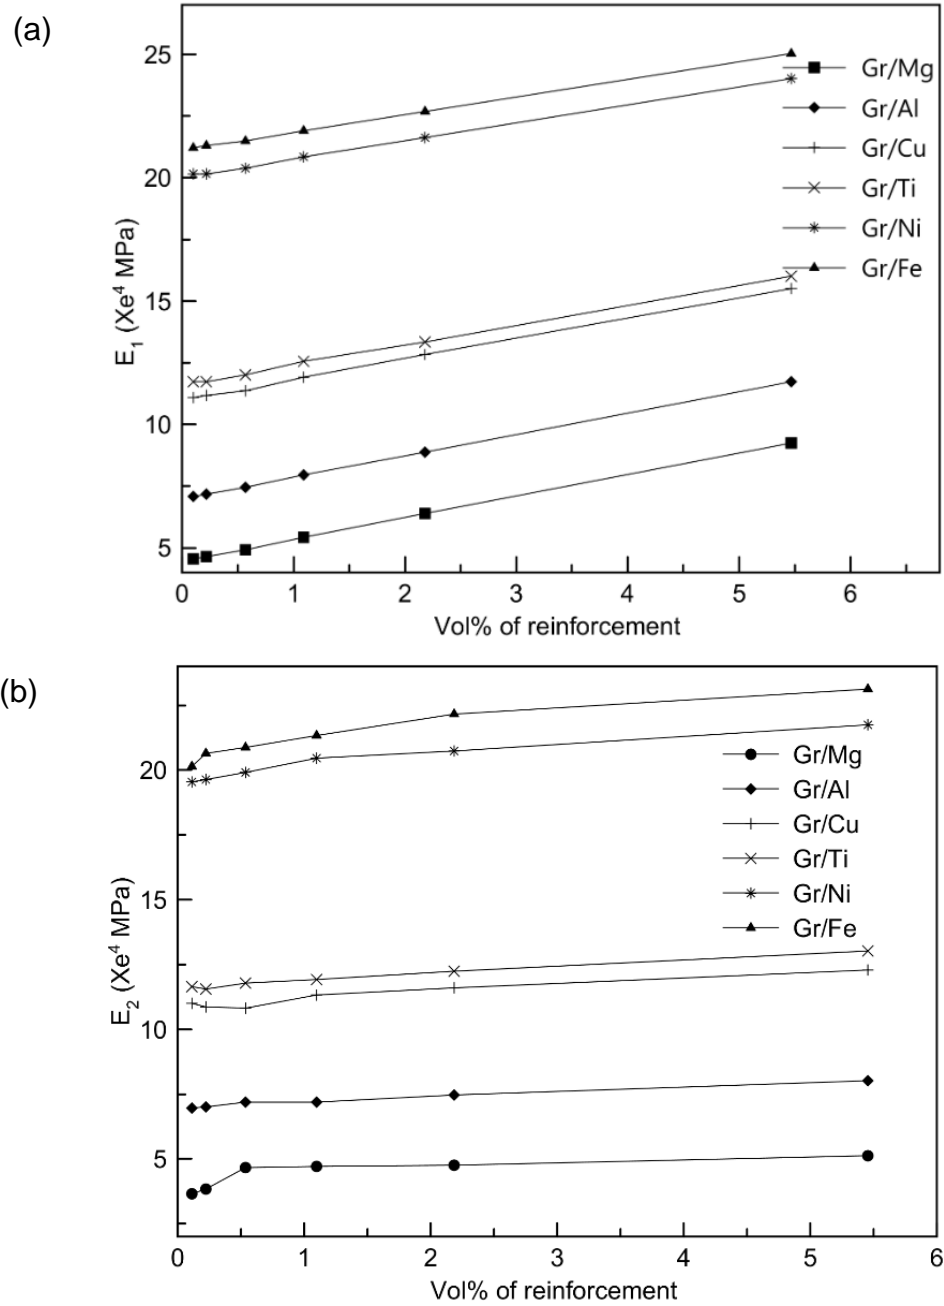 (a)
25
20
15
10
5
E₁ (Xe⁴ MPa)
Gr/Mg
Gr/Al
Gr/Cu
Gr/Ti
Gr/Ni
Gr/Fe
0 1 2 3 4 5 6
Vol% of reinforcement
(b)
20
15
10
5
E₂ (Xe⁴ MPa)
Gr/Mg
Gr/Al
Gr/Cu
Gr/Ti
Gr/Ni
Gr/Fe
0 1 2 3 4 5 6
Vol% of reinforcement